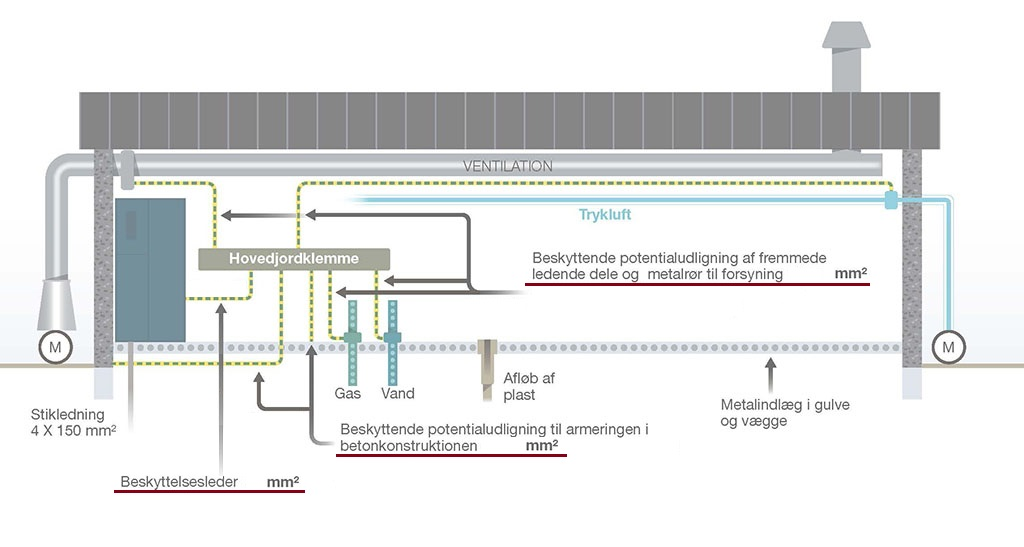 VENTILATION
Trykluft
Hovedjordklemme
Beskyttende potentialudligning af fremmede
ledende dele og metalrør til forsyning mm²
M
M
Gas
Vand
Afløb af
plast
Metalindlæg i gulve
og vægge
Stikledning
4 X 150 mm²
Beskyttende potentialudligning til armeringen i
betonkonstruktionen mm²
Beskyttelsesleder mm²